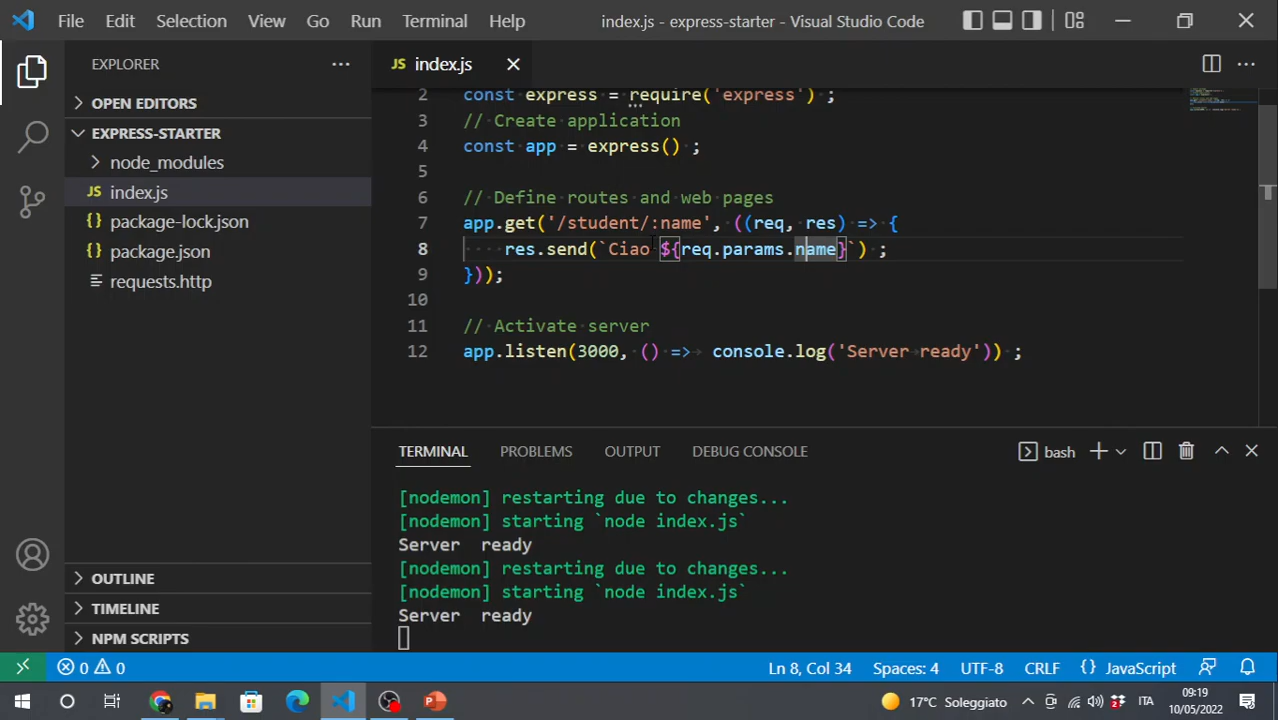 File Edit Selection View Go Run Terminal Help index.js - express-starter - Visual Studio Code
EXPLORER
OPEN EDITORS
EXPRESS-STARTER
node_modules
JS index.js
{} package-lock.json
{} package.json
requests.http
OUTLINE
TIMELINE
NPM SCRIPTS
JS index.js
2 const express = require('express') ;
3 // Create application
4 const app = express() ;
5
6 // Define routes and web pages
7 app.get('/student/:name', ((req, res) => {
8 res.send(`Ciao ${req.params.name}`) ;
9 }));
10
11 // Activate server
12 app.listen(3000, () => console.log('Server ready')) ;
TERMINAL PROBLEMS OUTPUT DEBUG CONSOLE bash
[nodemon] restarting due to changes...
[nodemon] starting `node index.js`
Server ready
[nodemon] restarting due to changes...
[nodemon] starting `node index.js`
Server ready
0 0 Ln 8, Col 34 Spaces: 4 UTF-8 CRLF {} JavaScript
17°C Soleggiato ITA 09:19
10/05/2022